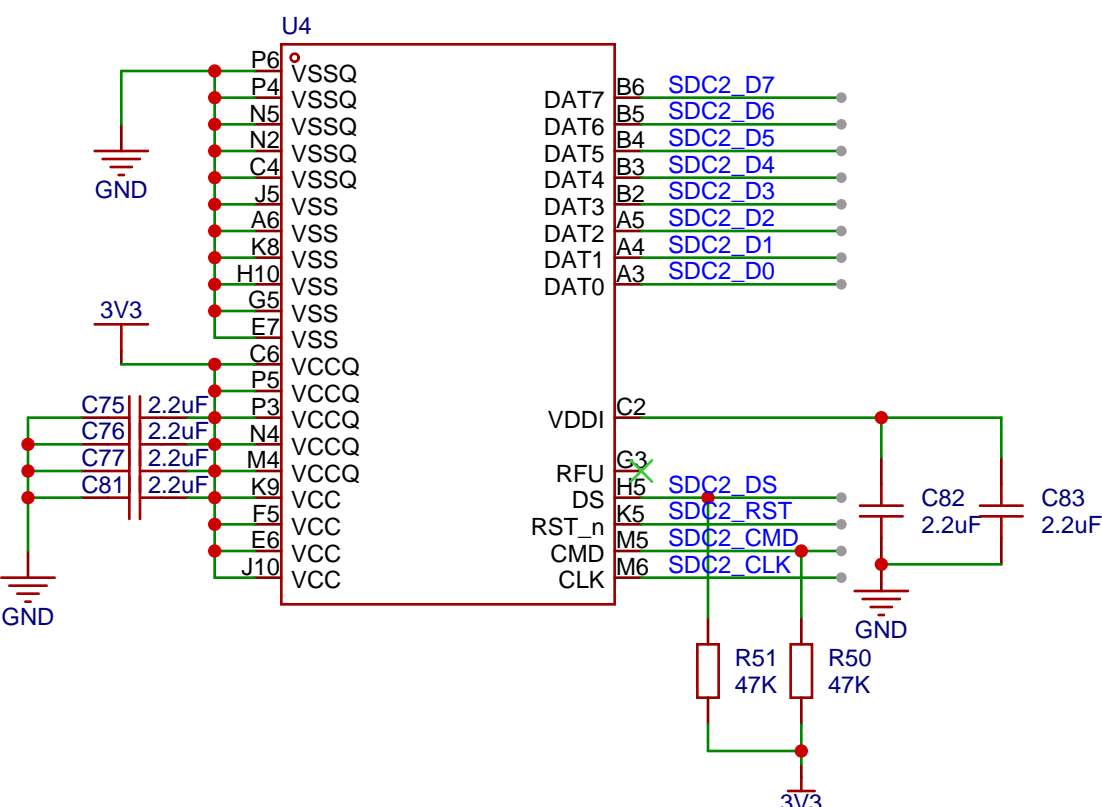 U4
P6 VSSQ
P4 VSSQ
N5 VSSQ
N2 VSSQ
C4 VSSQ
J5 VSS
A6 VSS
K8 VSS
H10 VSS
G5 VSS
E7 VSS
C6 VCCQ
P5 VCCQ
P3 VCCQ
N4 VCCQ
M4 VCCQ
K9 VCC
F5 VCC
E6 VCC
J10 VCC
GND
3V3
C75 2.2uF
C76 2.2uF
C77 2.2uF
C81 2.2uF
GND
DAT7 B6 SDC2_D7
DAT6 B5 SDC2_D6
DAT5 B4 SDC2_D5
DAT4 B3 SDC2_D4
DAT3 B2 SDC2_D3
DAT2 A5 SDC2_D2
DAT1 A4 SDC2_D1
DAT0 A3 SDC2_D0
VDDI C2
RFU G3
DS H5 SDC2_DS
RST_n K5 SDC2_RST
CMD M5 SDC2_CMD
CLK M6 SDC2_CLK
C82
2.2uF
C83
2.2uF
GND
R51
47K
R50
47K
3V3